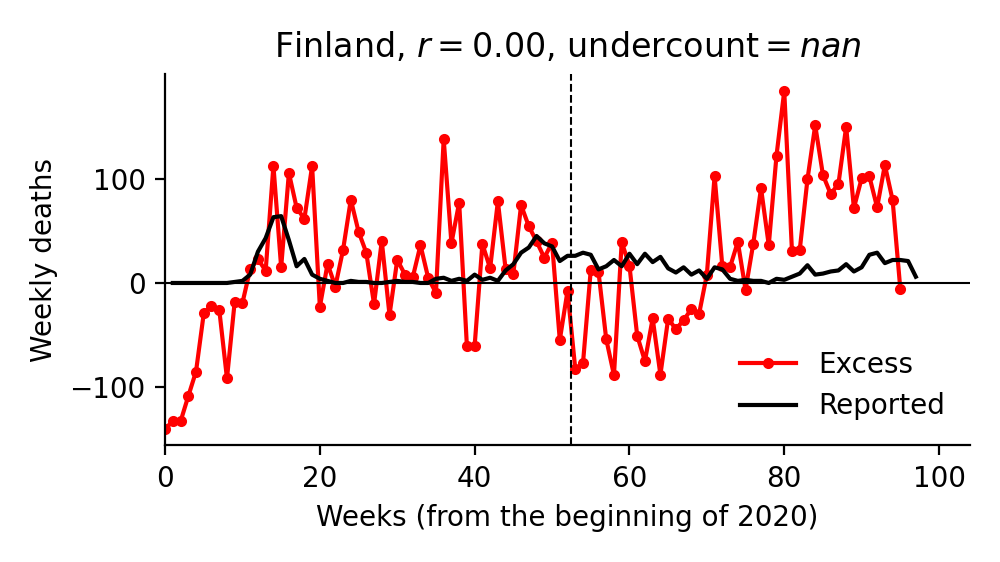 Finland, r = 0.00, undercount = nan
Weekly deaths
100
0
−100
Excess
Reported
0 20 40 60 80 100
Weeks (from the beginning of 2020)